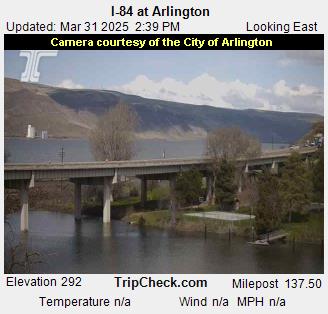 I-84 at Arlington
Updated: Mar 31 2025 2:39 PM Looking East
Camera courtesy of the City of Arlington
Elevation 292 TripCheck.com Milepost 137.50
Temperature n/a Wind n/a MPH n/a